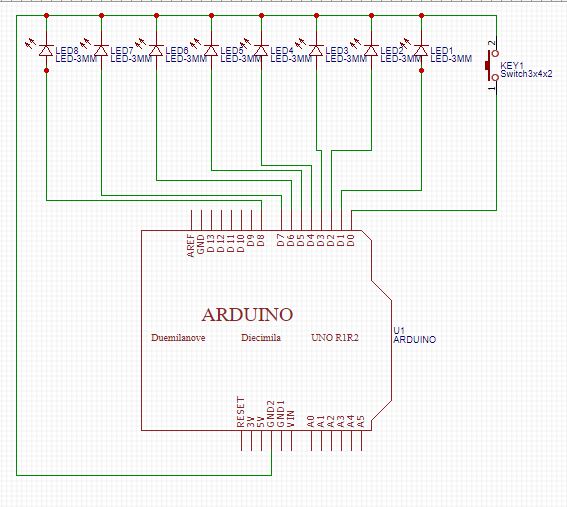 LED8 LED7 LED6 LED5 LED4 LED3 LED2 LED1
LED-3MM LED-3MM LED-3MM LED-3MM LED-3MM LED-3MM LED-3MM LED-3MM
2
KEY1
Switch3x4x2
1
AREF GND D13 D12 D11 D10 D9 D8 D7 D6 D5 D4 D3 D2 D1 D0
ARDUINO
Duemilanove Diecimila UNO R1R2
U1
ARDUINO
RESET 3V 5V GND2 GND1 VIN A0 A1 A2 A3 A4 A5